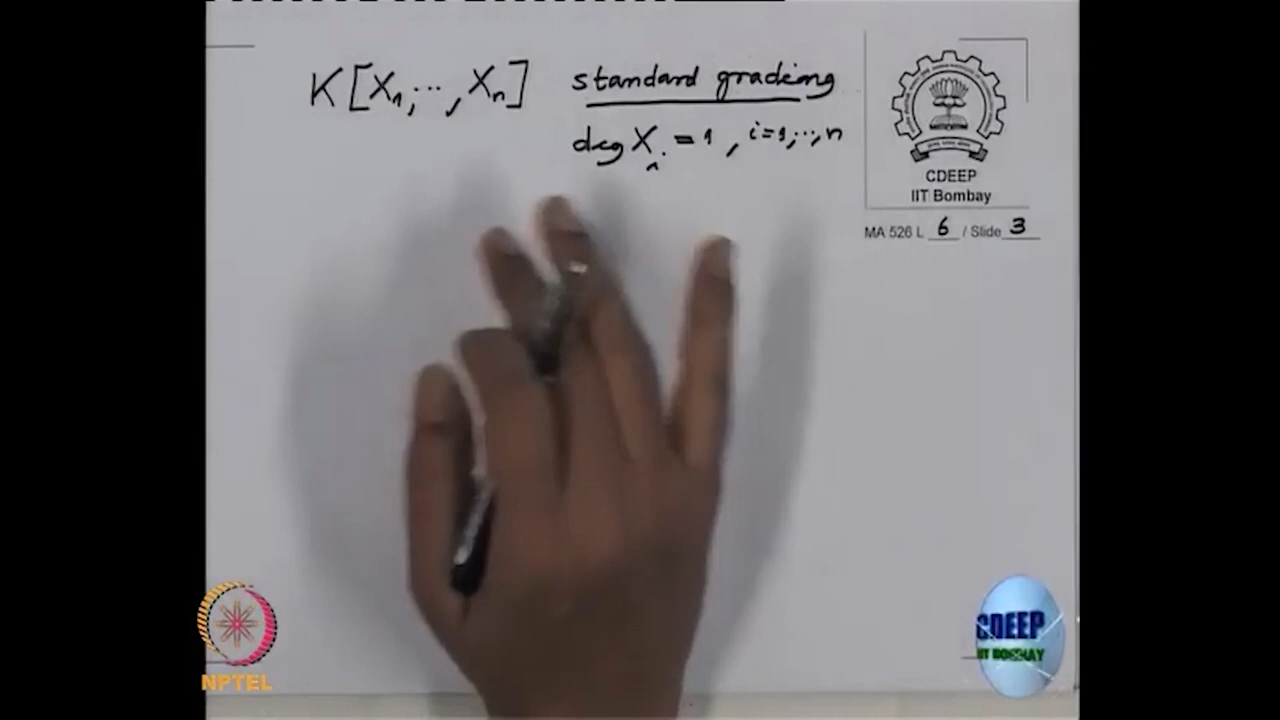 K[X₁,..,Xₙ] standard grading
deg Xᵢ = 1 , i=1,..,n
CDEEP
IIT Bombay
MA 526 L 6 / Slide 3
NPTEL
CDEEP
IIT BOMBAY